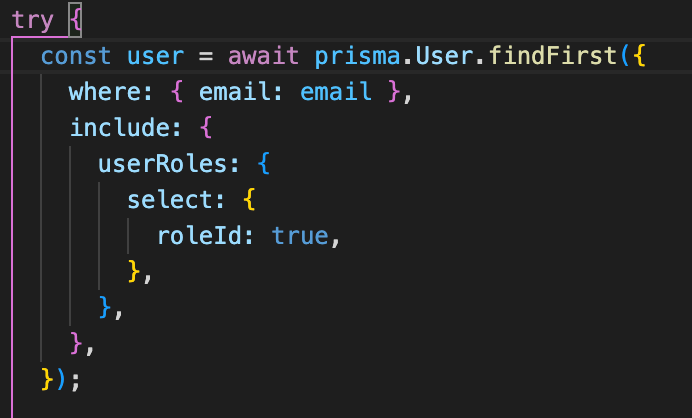 try {
const user = await prisma.User.findFirst({
where: { email: email },
include: {
userRoles: {
select: {
roleId: true,
},
},
},
});